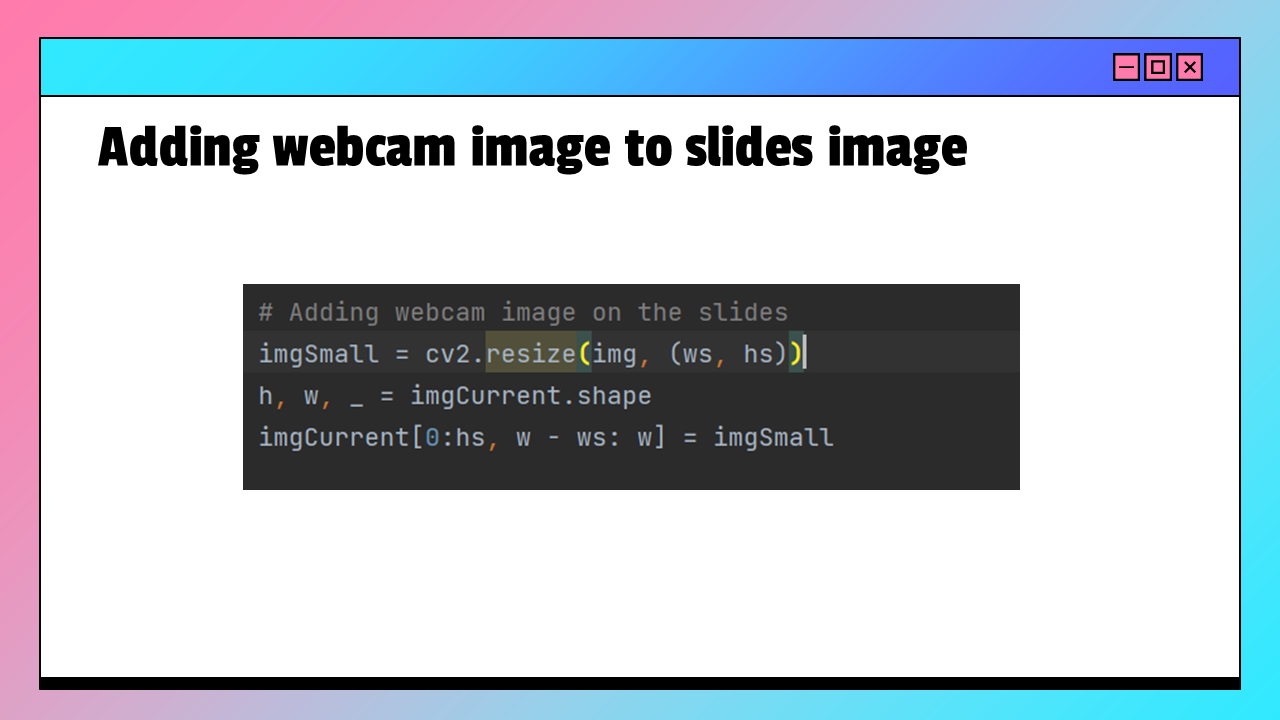 Adding webcam image to slides image
# Adding webcam image on the slides
imgSmall = cv2.resize(img, (ws, hs))
h, w, _ = imgCurrent.shape
imgCurrent[0:hs, w - ws: w] = imgSmall